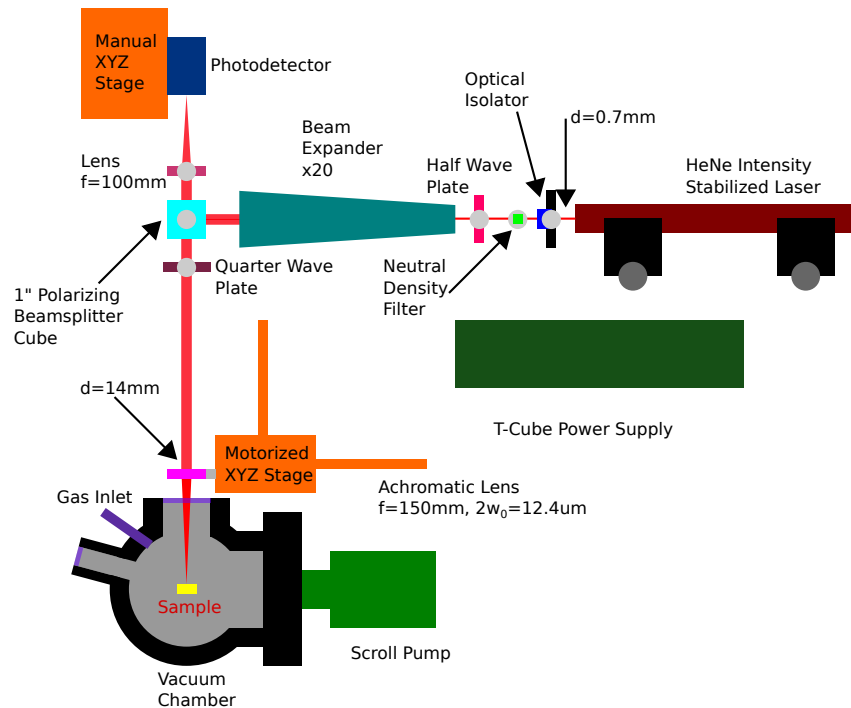 Manual
XYZ
Stage
Photodetector
Optical
Isolator
d=0.7mm
Beam
Expander
x20
Lens
f=100mm
Half Wave
Plate
HeNe Intensity
Stabilized Laser
Quarter Wave
Plate
Neutral
Density
Filter
1" Polarizing
Beamsplitter
Cube
d=14mm
T-Cube Power Supply
Motorized
XYZ Stage
Achromatic Lens
f=150mm, 2w₀=12.4um
Gas Inlet
Sample
Scroll Pump
Vacuum
Chamber